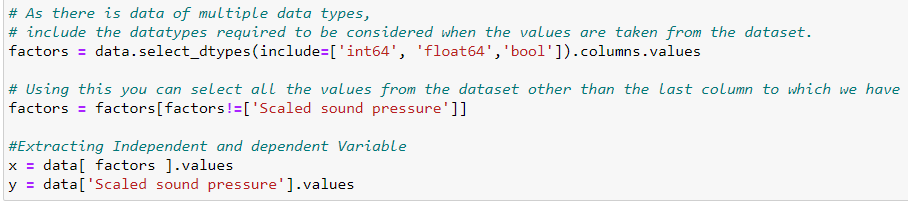 # As there is data of multiple data types,
# include the datatypes required to be considered when the values are taken from the dataset.
factors = data.select_dtypes(include=['int64', 'float64','bool']).columns.values
# Using this you can select all the values from the dataset other than the last column to which we have
factors = factors[factors!=['Scaled sound pressure']]
#Extracting Independent and dependent Variable
x = data[ factors ].values
y = data['Scaled sound pressure'].values